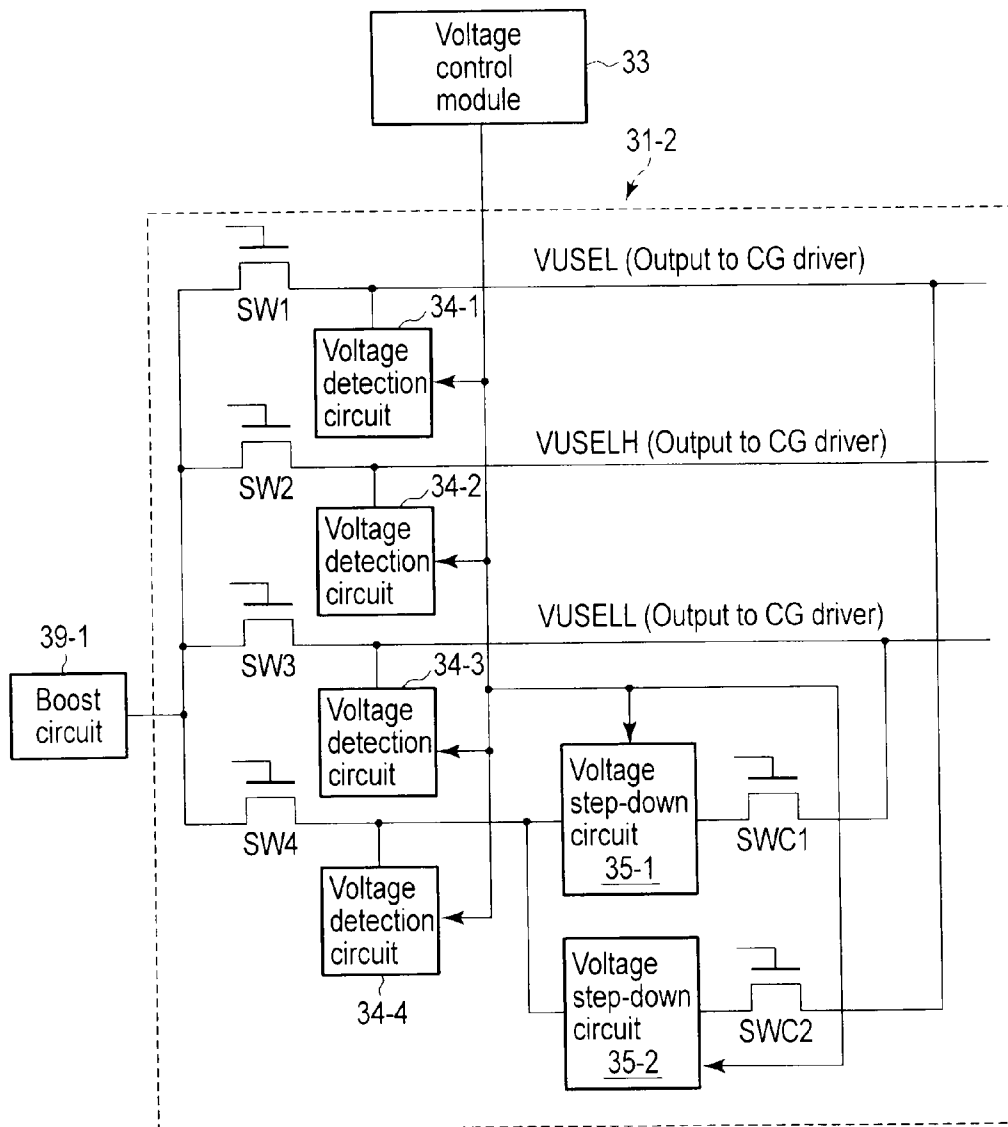 Voltage
control
module
33
31-2
VUSEL (Output to CG driver)
SW1
34-1
Voltage
detection
circuit
VUSELH (Output to CG driver)
SW2
34-2
Voltage
detection
circuit
VUSELL (Output to CG driver)
SW3
39-1
Boost
circuit
34-3
Voltage
detection
circuit
SW4
Voltage
step-down
circuit
35-1
SWC1
Voltage
detection
circuit
34-4
Voltage
step-down
circuit
35-2
SWC2